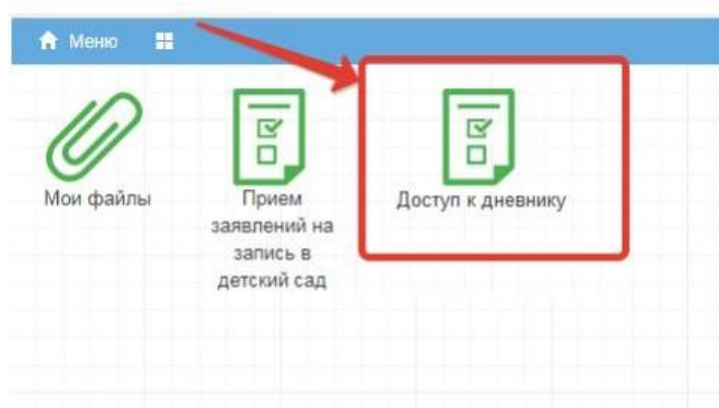 Меню
Мои файлы
Прием
заявлений на
запись в
детский сад
Доступ к дневнику